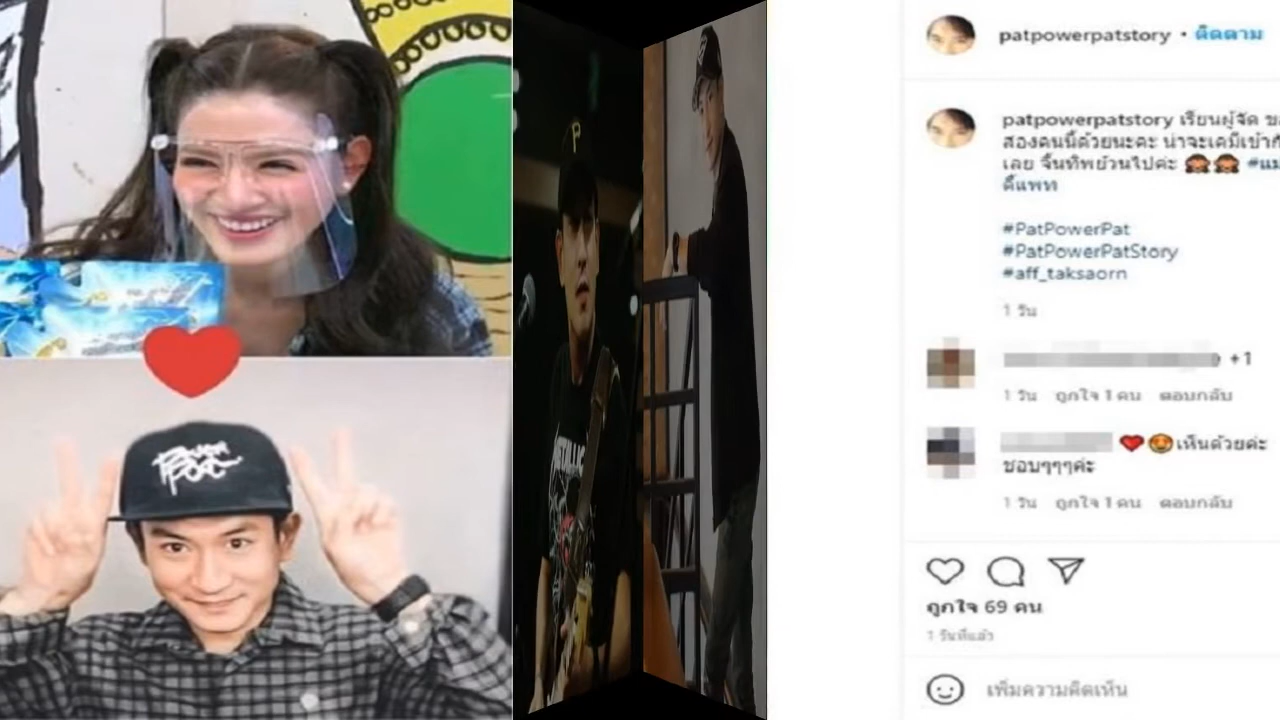 METALLIC
patpowerpatstory • ติดตาม
patpowerpatstory เรียนผู้จัด
สองคนนี้ด้วยนะคะ น่าจะเคมีเข้า
เลย จิ้นทิพย์วนไปค่ะ 🙈🙈
ดี้แพท
#PatPowerPat
#PatPowerPatStory
#aff_taksaorn
1 วัน
+1
1 วัน ถูกใจ 1 คน ตอบกลับ
❤️🤩เห็นด้วยค่ะ
ชอบๆๆๆค่ะ
1 วัน ถูกใจ 1 คน ตอบกลับ
ถูกใจ 69 คน
1 วันที่แล้ว
เพิ่มความคิดเห็น